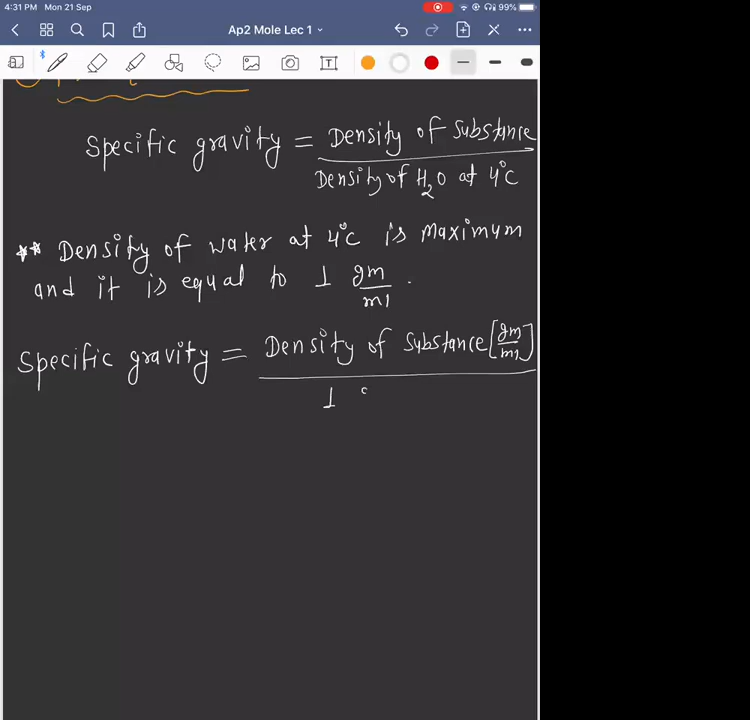 4:31 PM Mon 21 Sep 99%
Ap2 Mole Lec 1
Specific gravity = Density of Substance / Density of H₂O at 4°C
** Density of water at 4°C is maximum
and it is equal to 1 gm/ml.
Specific gravity = Density of Substance [gm/ml] / 1